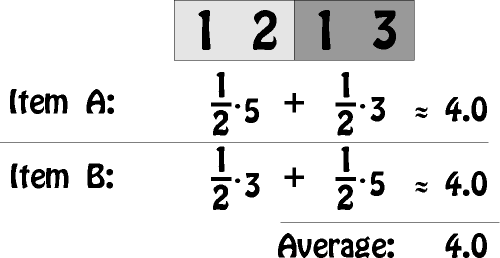 1 2 1 3
Item A: 1/2·5 + 1/2·3 ≈ 4.0
Item B: 1/2·3 + 1/2·5 ≈ 4.0
Average: 4.0